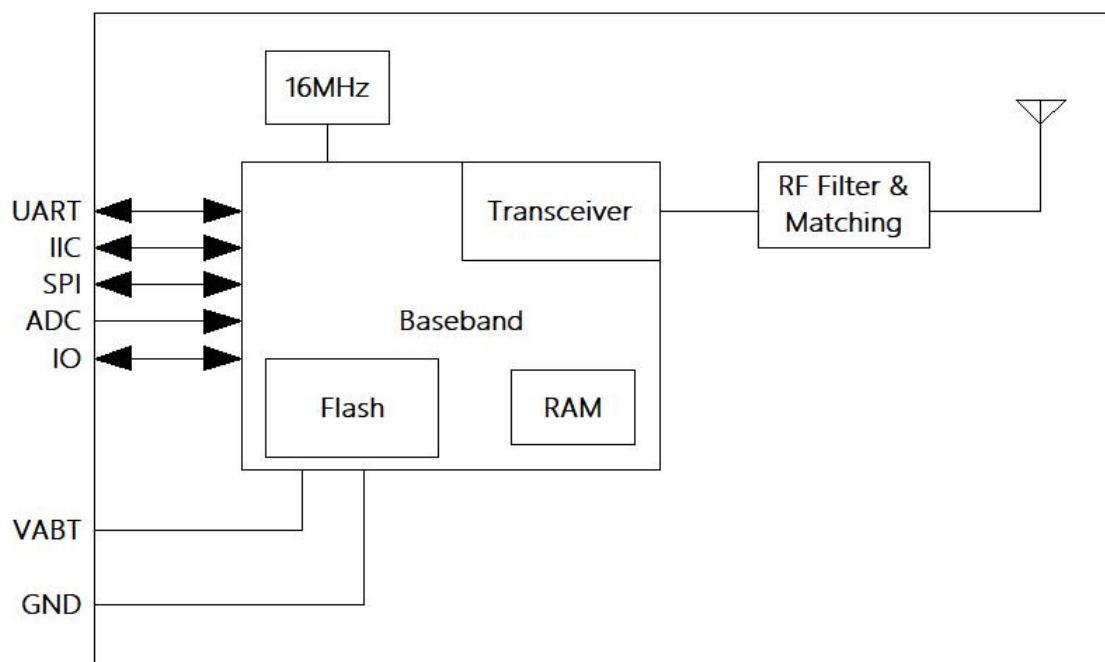 16MHz
Transceiver
RF Filter &
Matching
UART
IIC
SPI
ADC
IO
Baseband
Flash
RAM
VABT
GND